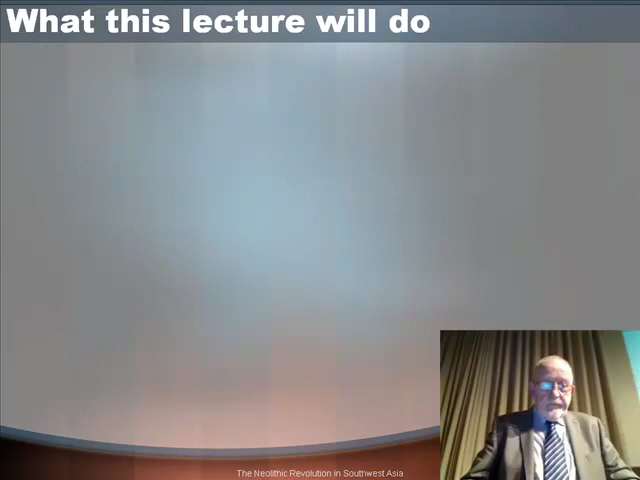 What this lecture will do
The Neolithic Revolution in Southwest Asia